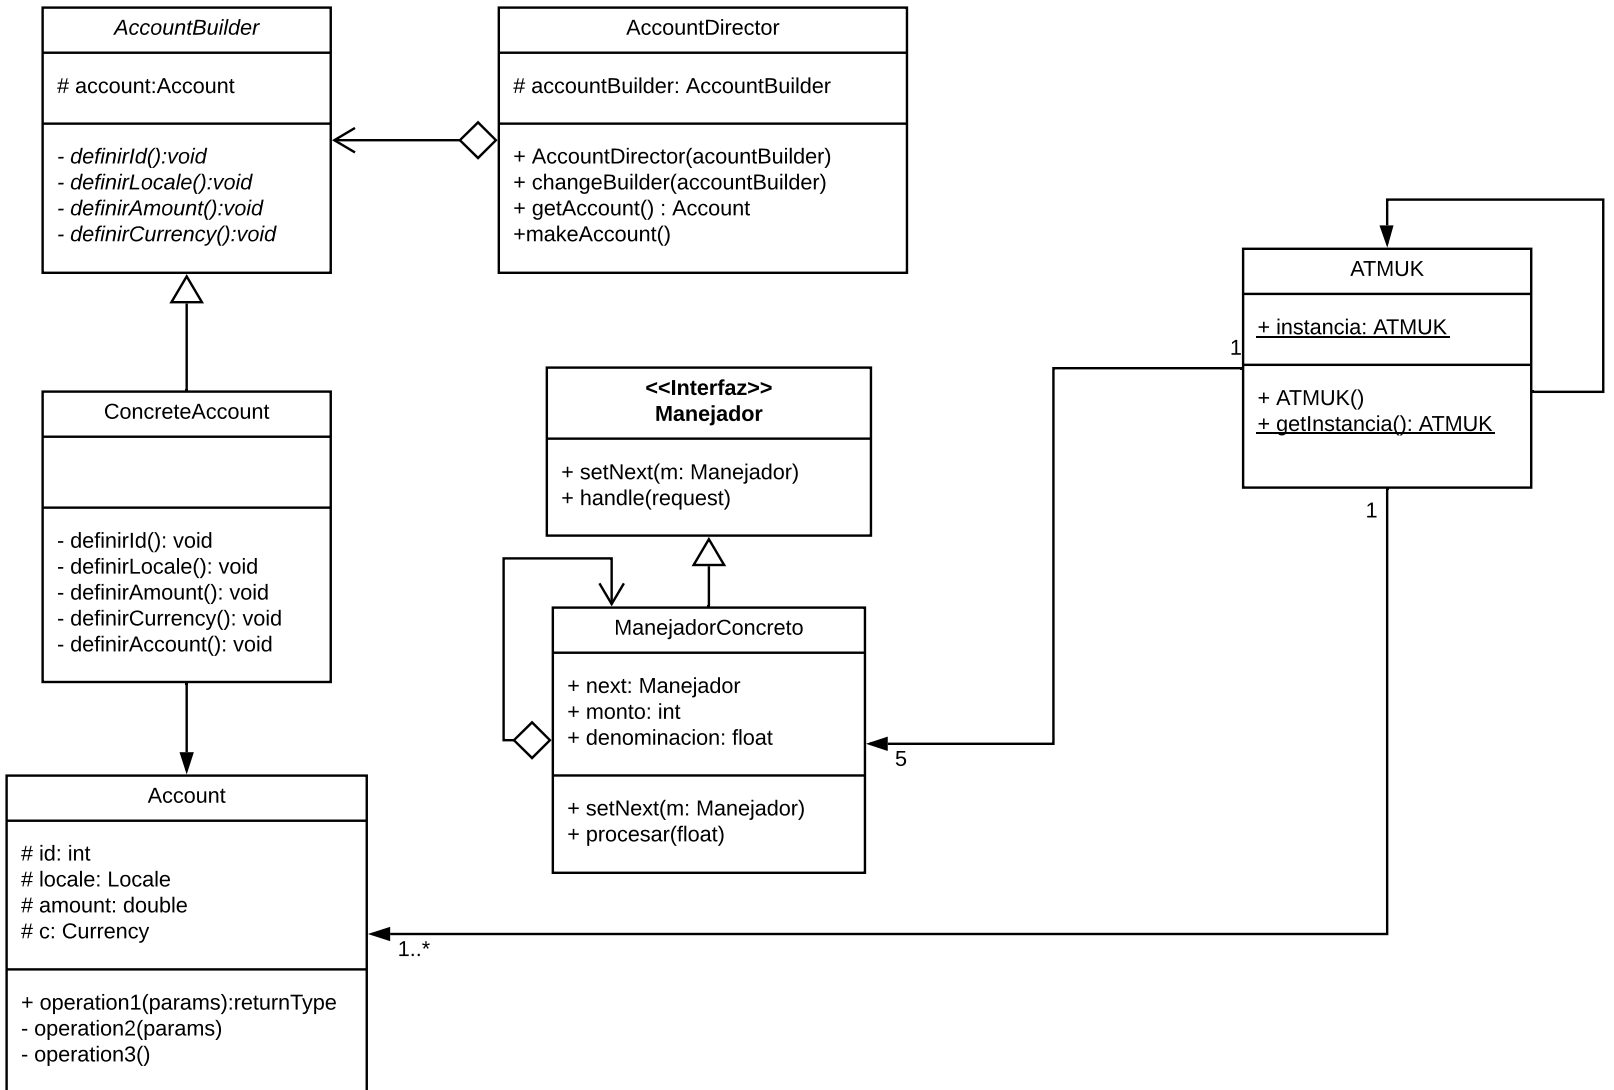 AccountBuilder
# account:Account
- definirId():void
- definirLocale():void
- definirAmount():void
- definirCurrency():void
AccountDirector
# accountBuilder: AccountBuilder
+ AccountDirector(acountBuilder)
+ changeBuilder(accountBuilder)
+ getAccount() : Account
+makeAccount()
ATMUK
+ instancia: ATMUK
+ ATMUK()
+ getInstancia(): ATMUK
1
1
<<Interfaz>>
Manejador
+ setNext(m: Manejador)
+ handle(request)
ConcreteAccount
- definirId(): void
- definirLocale(): void
- definirAmount(): void
- definirCurrency(): void
- definirAccount(): void
ManejadorConcreto
+ next: Manejador
+ monto: int
+ denominacion: float
+ setNext(m: Manejador)
+ procesar(float)
5
Account
# id: int
# locale: Locale
# amount: double
# c: Currency
+ operation1(params):returnType
- operation2(params)
- operation3()
1..*